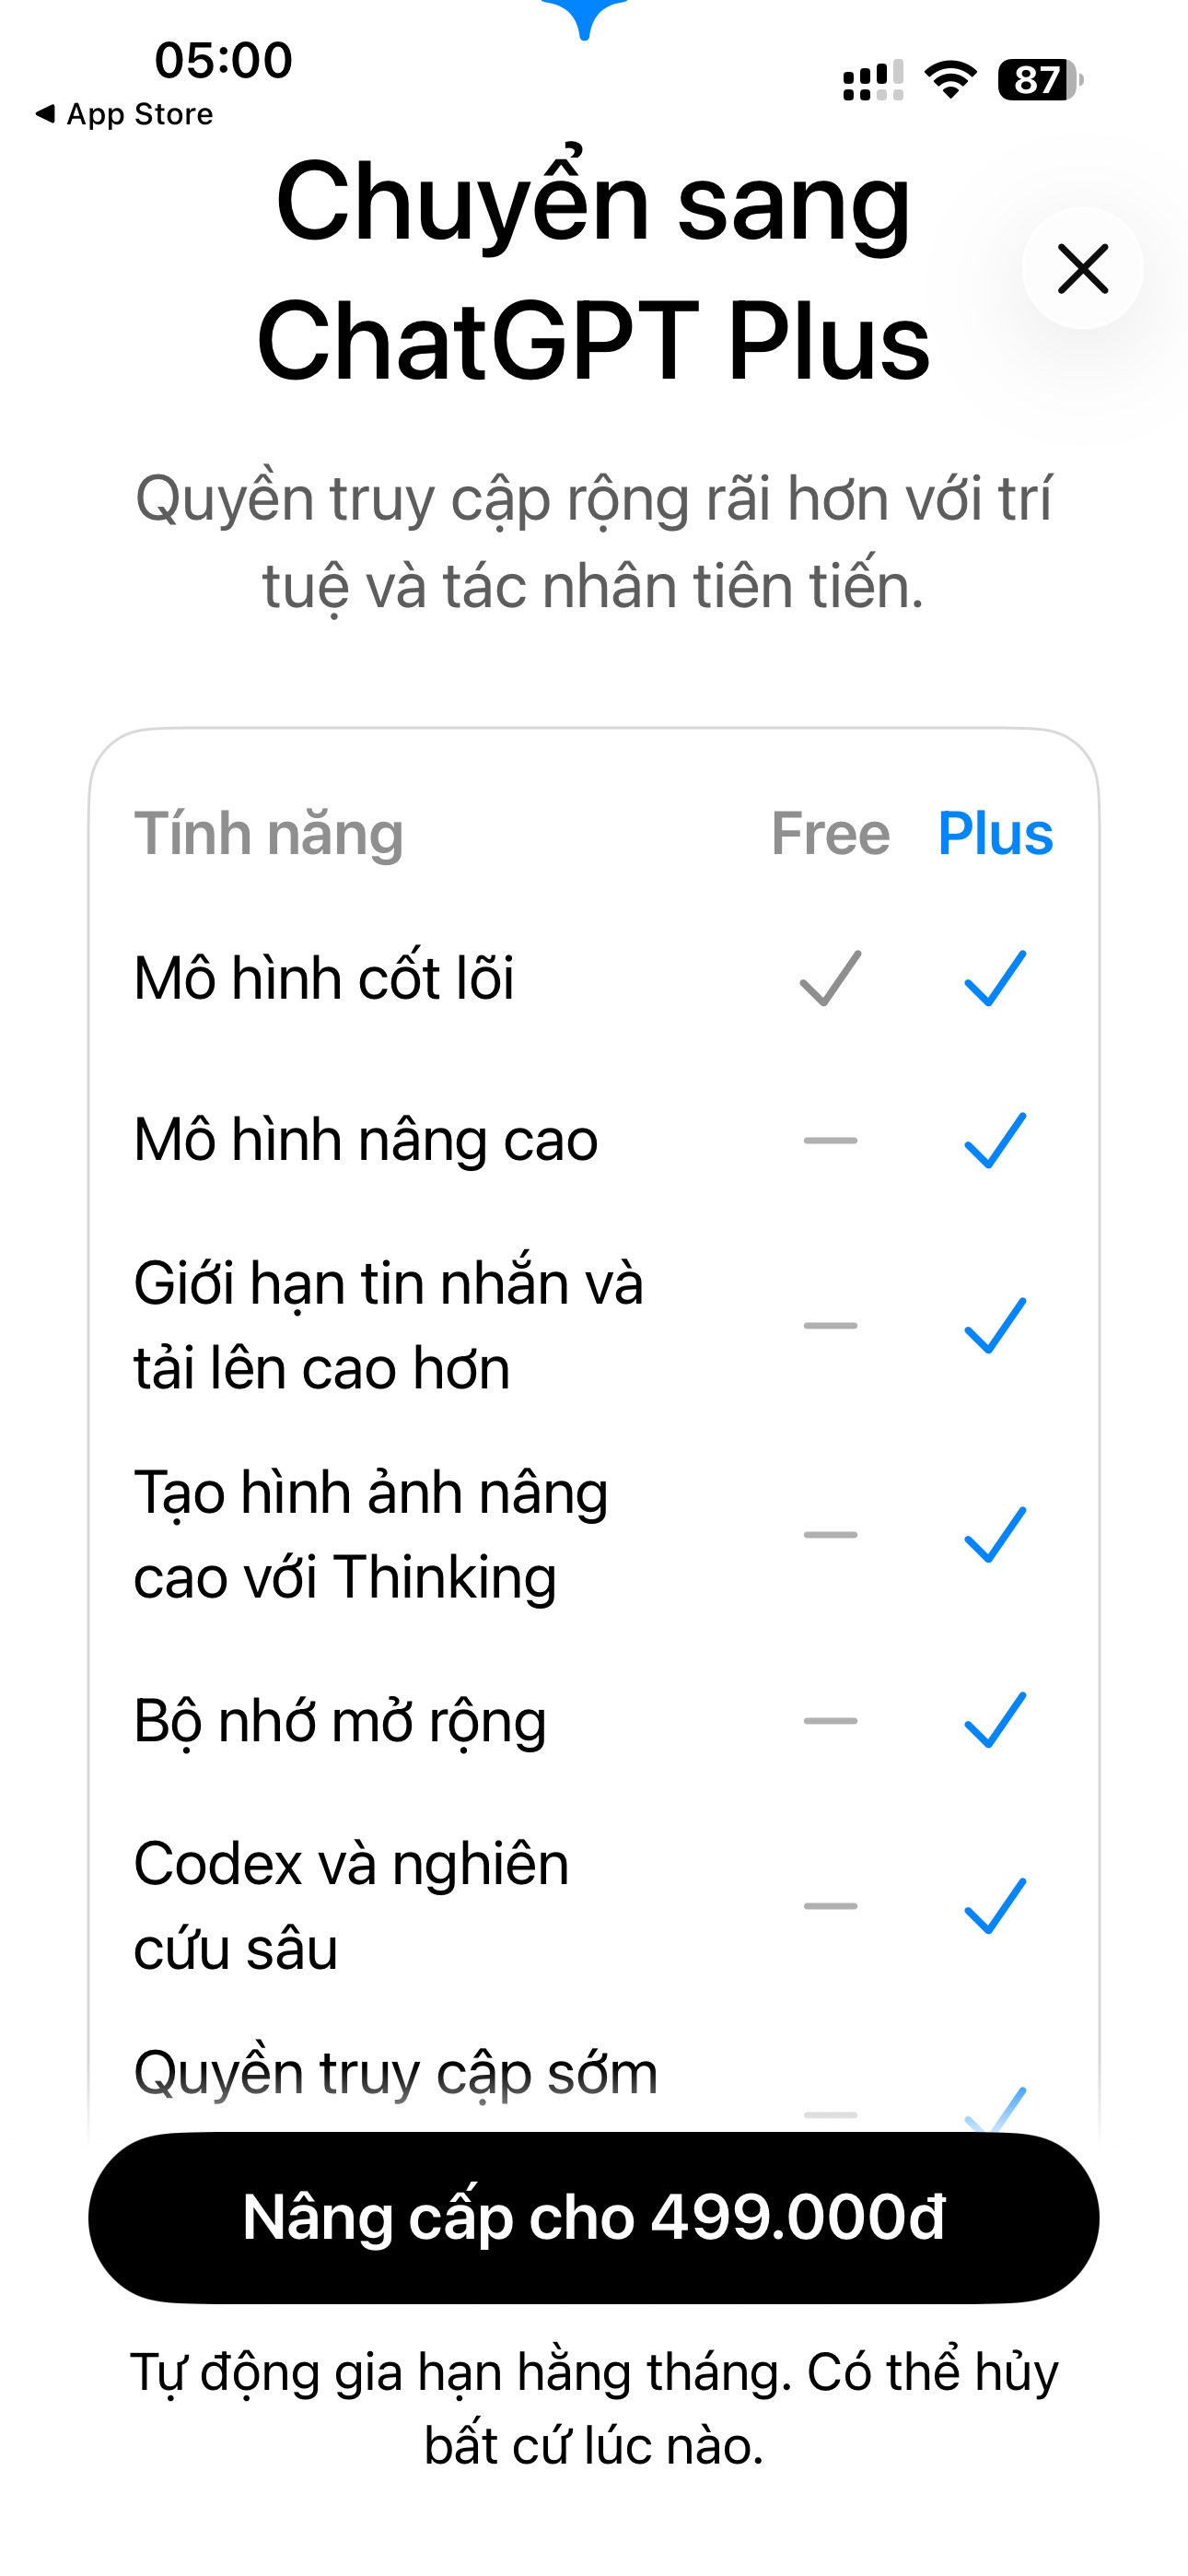 05:00
87
◀ App Store
Chuyển sang
ChatGPT Plus
Quyền truy cập rộng rãi hơn với trí
tuệ và tác nhân tiên tiến.
Tính năng Free Plus
Mô hình cốt lõi
Mô hình nâng cao
Giới hạn tin nhắn và
tải lên cao hơn
Tạo hình ảnh nâng
cao với Thinking
Bộ nhớ mở rộng
Codex và nghiên
cứu sâu
Quyền truy cập sớm
Nâng cấp cho 499.000đ
Tự động gia hạn hằng tháng. Có thể hủy
bất cứ lúc nào.